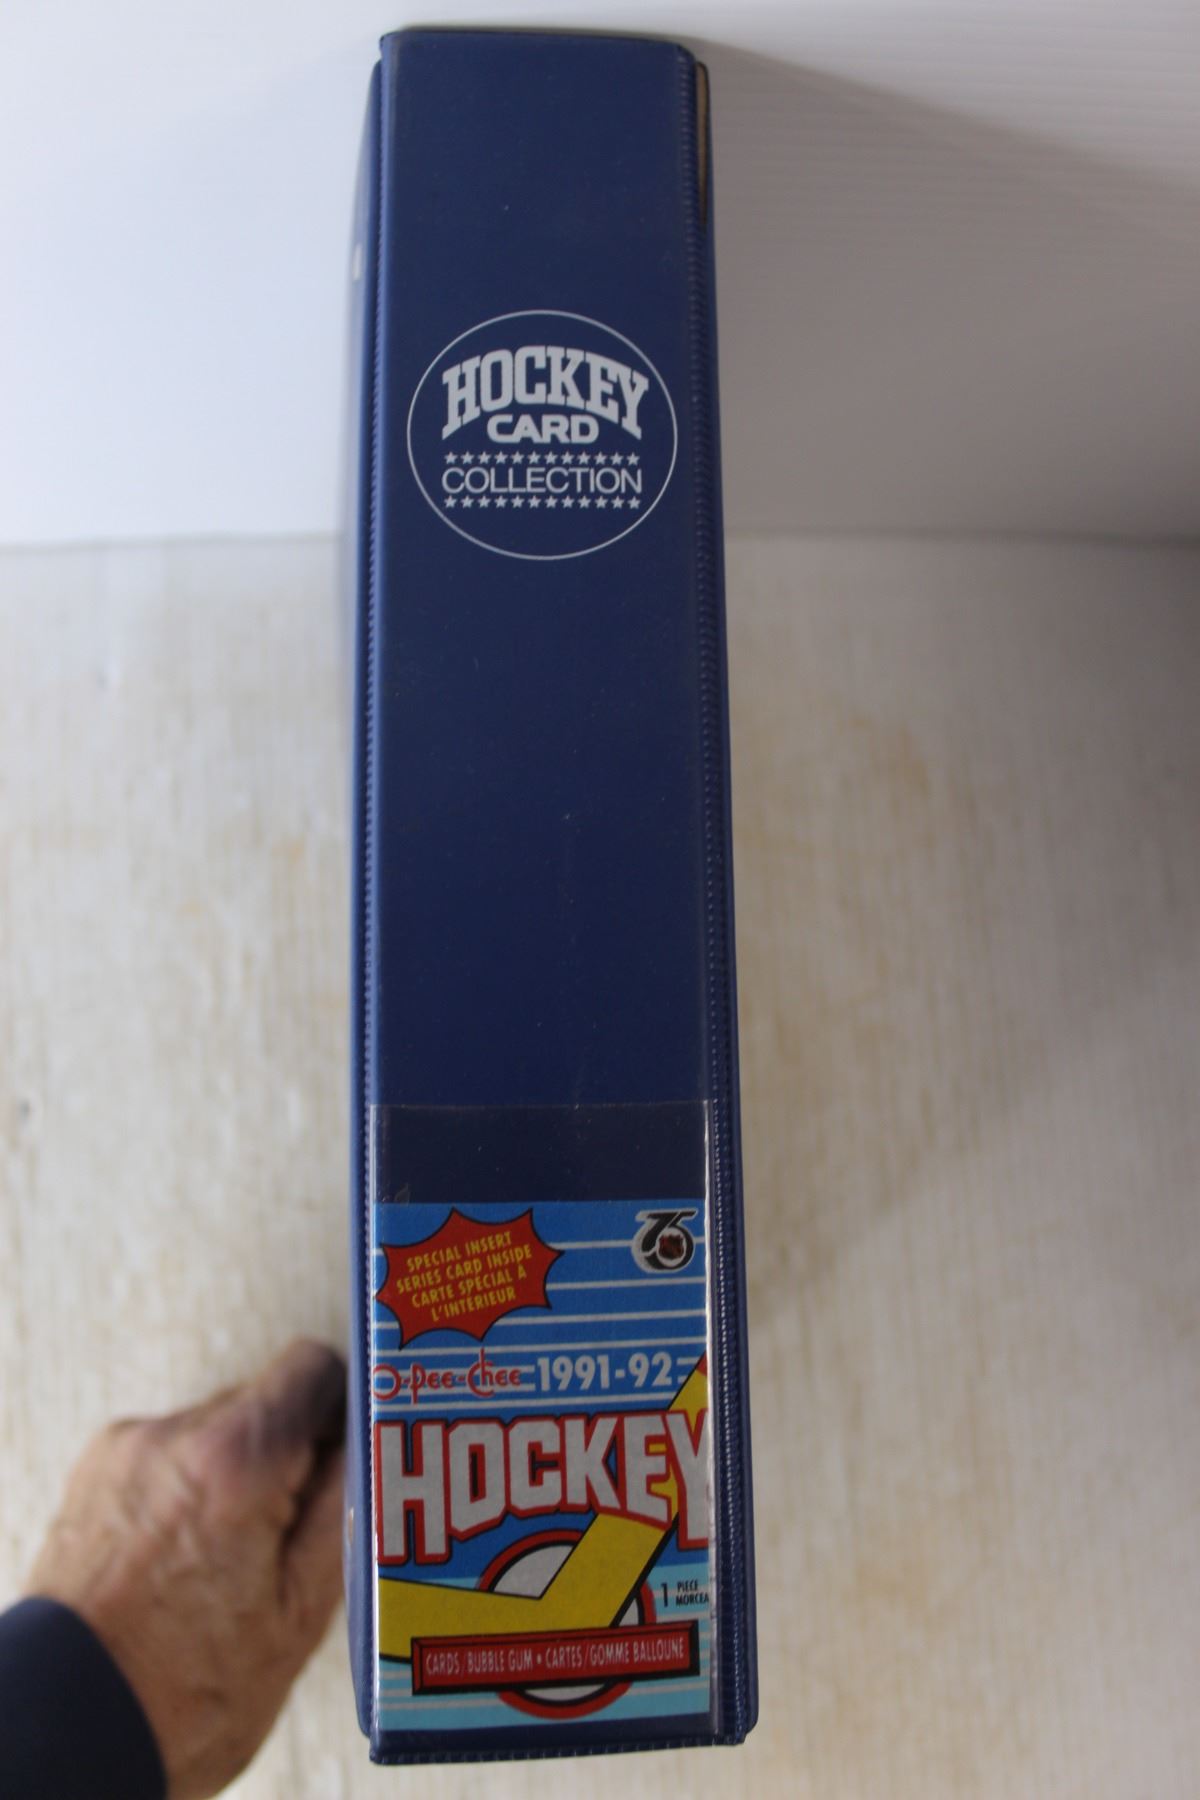 HOCKEY
CARD
COLLECTION
SPECIAL INSERT
SERIES CARD INSIDE
CARTE SPECIAL À
L'INTERIEUR
75
O-Pee-Chee 1991-92
HOCKEY
1 PIECE
MORCEA
CARDS/BUBBLE GUM • CARTES/GOMME BALLOUNE